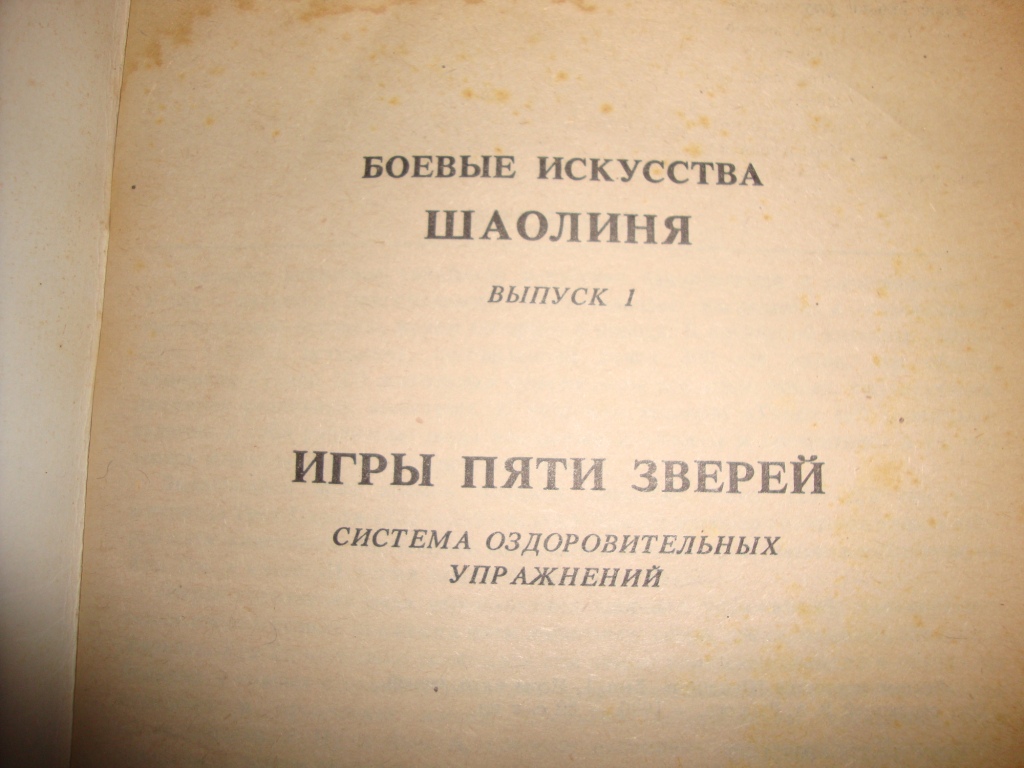 БОЕВЫЕ ИСКУССТВА
ШАОЛИНЯ
ВЫПУСК 1
ИГРЫ ПЯТИ ЗВЕРЕЙ
СИСТЕМА ОЗДОРОВИТЕЛЬНЫХ
УПРАЖНЕНИЙ